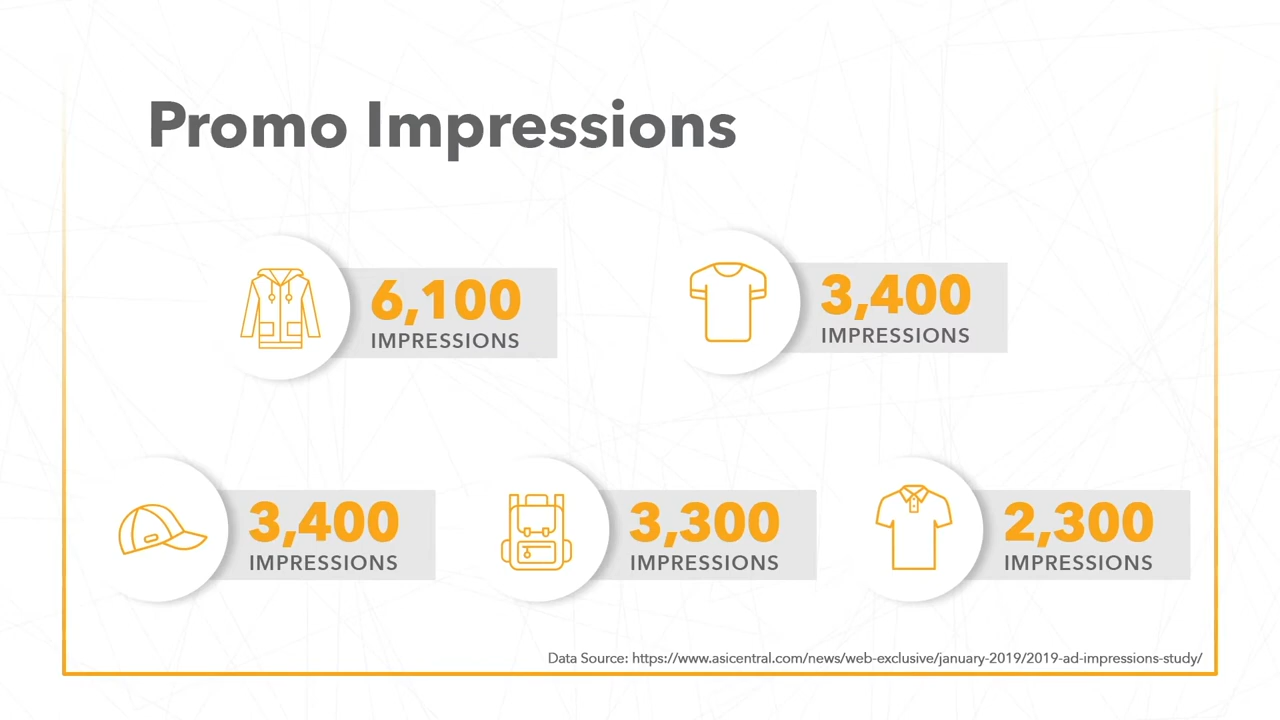 Promo Impressions
6,100
IMPRESSIONS
3,400
IMPRESSIONS
3,400
IMPRESSIONS
3,300
IMPRESSIONS
2,300
IMPRESSIONS
Data Source: https://www.asicentral.com/news/web-exclusive/january-2019/2019-ad-impressions-study/